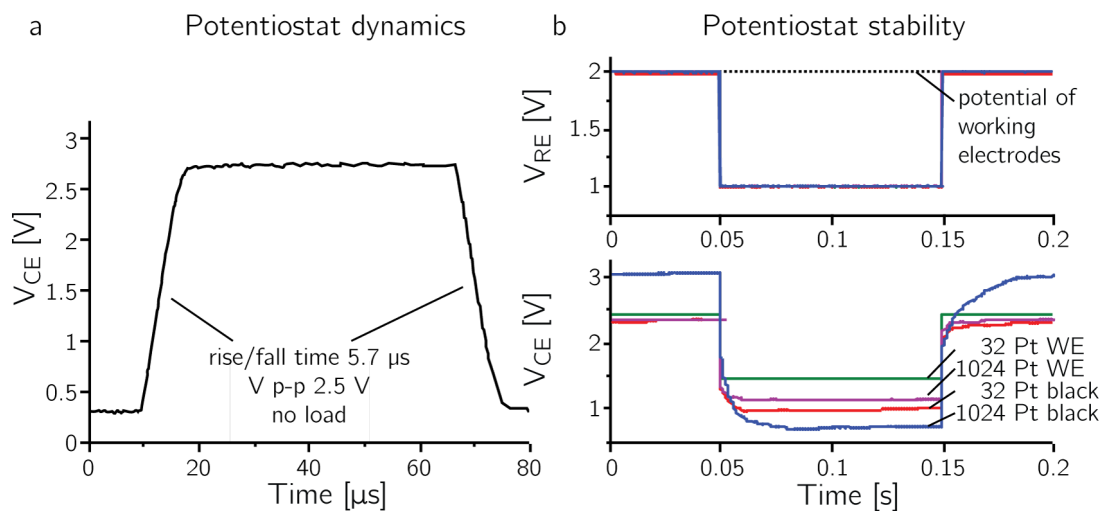 a
Potentiostat dynamics
3
2.5
2
1.5
1
0.5
0
V_CE [V]
rise/fall time 5.7 μs
V p-p 2.5 V
no load
0
20
40
60
80
Time [μs]
b
Potentiostat stability
2
1.5
1
V_RE [V]
potential of
working
electrodes
0
0.05
0.1
0.15
0.2
3
2
1
V_CE [V]
32 Pt WE
1024 Pt WE
32 Pt black
1024 Pt black
0
0.05
0.1
0.15
0.2
Time [s]